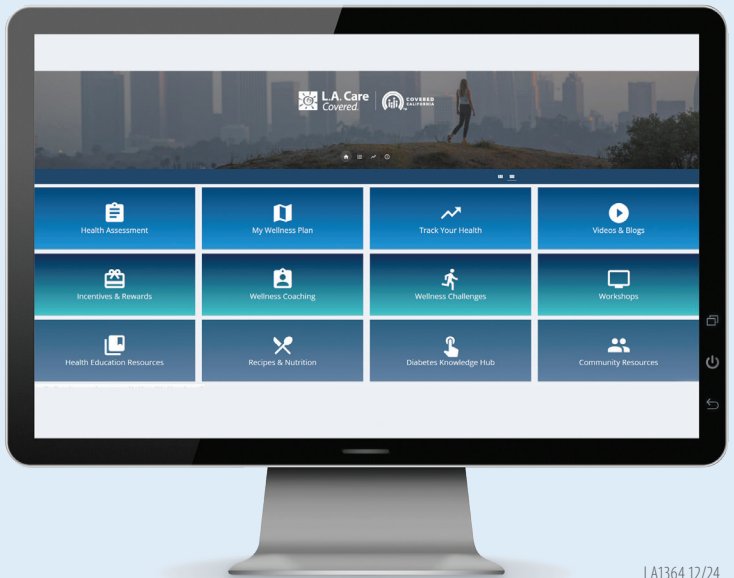 L.A. Care
Covered.
COVERED
CALIFORNIA
Health Assessment
My Wellness Plan
Track Your Health
Videos & Blogs
Incentives & Rewards
Wellness Coaching
Wellness Challenges
Workshops
Health Education Resources
Recipes & Nutrition
Diabetes Knowledge Hub
Community Resources
LA1364 12/24